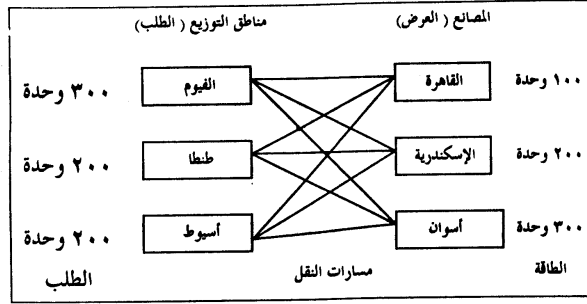 المصانع ( العرض) مناطق التوزيع ( الطلب)
١٠٠ وحدة القاهرة الفيوم ٣٠٠ وحدة
٢٠٠ وحدة الإسكندرية طنطا ٢٠٠ وحدة
٣٠٠ وحدة أسوان أسيوط ٢٠٠ وحدة
الطاقة مسارات النقل الطلب